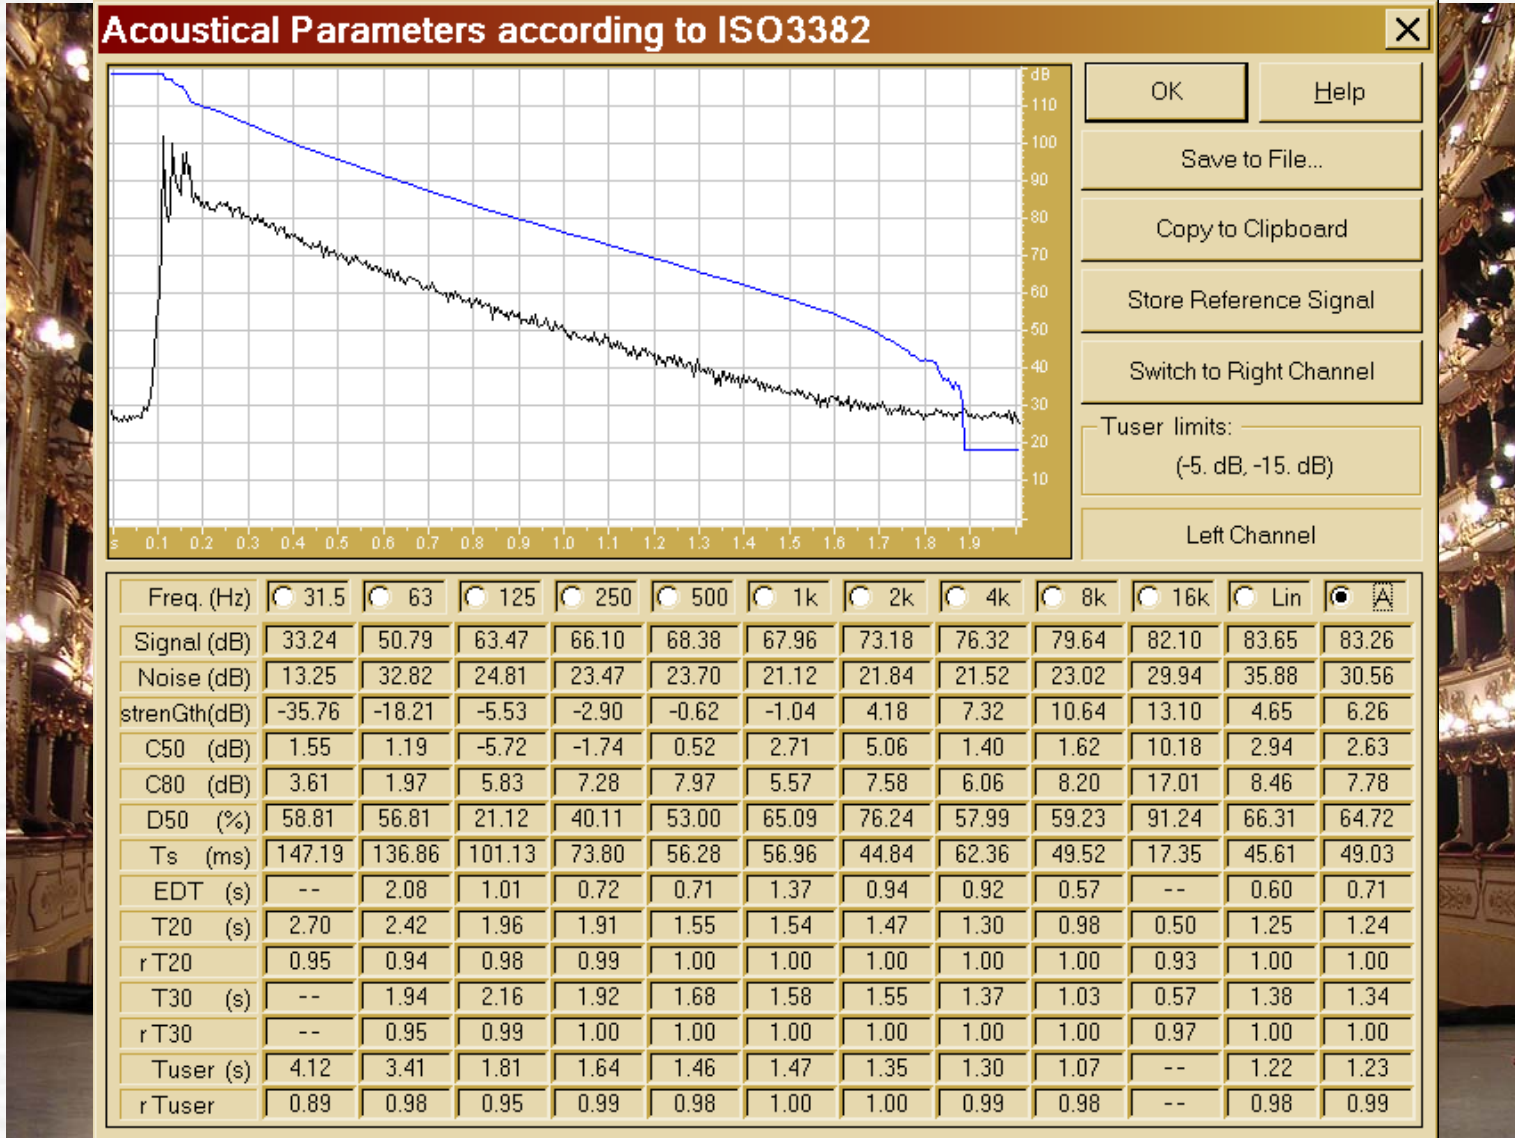 Acoustical Parameters according to ISO3382
dB
110
100
90
80
70
60
50
40
30
20
10
s 0.1 0.2 0.3 0.4 0.5 0.6 0.7 0.8 0.9 1.0 1.1 1.2 1.3 1.4 1.5 1.6 1.7 1.8 1.9
OK Help
Save to File...
Copy to Clipboard
Store Reference Signal
Switch to Right Channel
Tuser limits:
(-5. dB, -15. dB)
Left Channel
Freq. (Hz) 31.5 63 125 250 500 1k 2k 4k 8k 16k Lin A
Signal (dB) 33.24 50.79 63.47 66.10 68.38 67.96 73.18 76.32 79.64 82.10 83.65 83.26
Noise (dB) 13.25 32.82 24.81 23.47 23.70 21.12 21.84 21.52 23.02 29.94 35.88 30.56
strenGth(dB) -35.76 -18.21 -5.53 -2.90 -0.62 -1.04 4.18 7.32 10.64 13.10 4.65 6.26
C50 (dB) 1.55 1.19 -5.72 -1.74 0.52 2.71 5.06 1.40 1.62 10.18 2.94 2.63
C80 (dB) 3.61 1.97 5.83 7.28 7.97 5.57 7.58 6.06 8.20 17.01 8.46 7.78
D50 (%) 58.81 56.81 21.12 40.11 53.00 65.09 76.24 57.99 59.23 91.24 66.31 64.72
Ts (ms) 147.19 136.86 101.13 73.80 56.28 56.96 44.84 62.36 49.52 17.35 45.61 49.03
EDT (s) -- 2.08 1.01 0.72 0.71 1.37 0.94 0.92 0.57 -- 0.60 0.71
T20 (s) 2.70 2.42 1.96 1.91 1.55 1.54 1.47 1.30 0.98 0.50 1.25 1.24
r T20 0.95 0.94 0.98 0.99 1.00 1.00 1.00 1.00 1.00 0.93 1.00 1.00
T30 (s) -- 1.94 2.16 1.92 1.68 1.58 1.55 1.37 1.03 0.57 1.38 1.34
r T30 -- 0.95 0.99 1.00 1.00 1.00 1.00 1.00 1.00 0.97 1.00 1.00
Tuser (s) 4.12 3.41 1.81 1.64 1.46 1.47 1.35 1.30 1.07 -- 1.22 1.23
r Tuser 0.89 0.98 0.95 0.99 0.98 1.00 1.00 0.99 0.98 -- 0.98 0.99